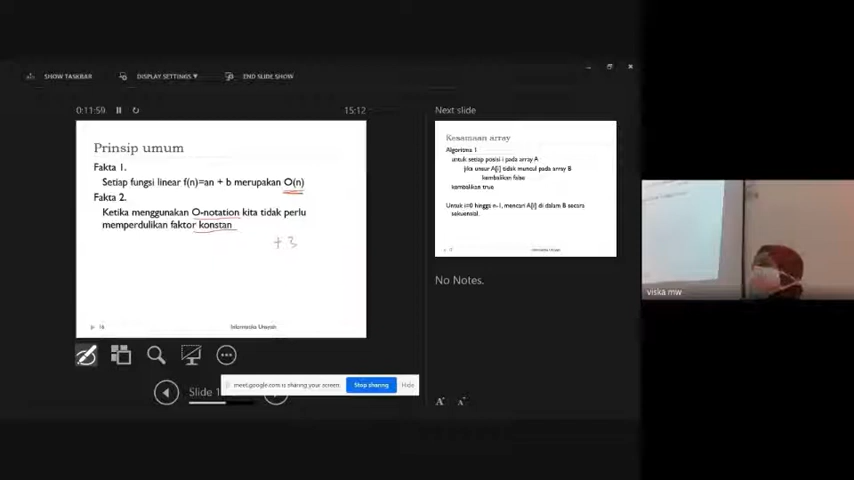 SHOW TASKBAR
DISPLAY SETTINGS ▼
END SLIDE SHOW
0:11:59
15:12
Prinsip umum
Fakta 1.
Setiap fungsi linear f(n)=an + b merupakan O(n)
Fakta 2.
Ketika menggunakan O-notation kita tidak perlu
memperdulikan faktor konstan
+ 3
16
Informatika Unsyiah
Next slide
Kesamaan array
Algoritma 1
untuk setiap posisi i pada array A
jika unsur A[i] tidak muncul pada array B
kembalikan false
kembalikan true
Untuk i=0 hingga n-1, mencari A[i] di dalam B secara
sekuensial.
No Notes.
viska mw
Slide 1
meet.google.com is sharing your screen.
Stop sharing
Hide
A
A